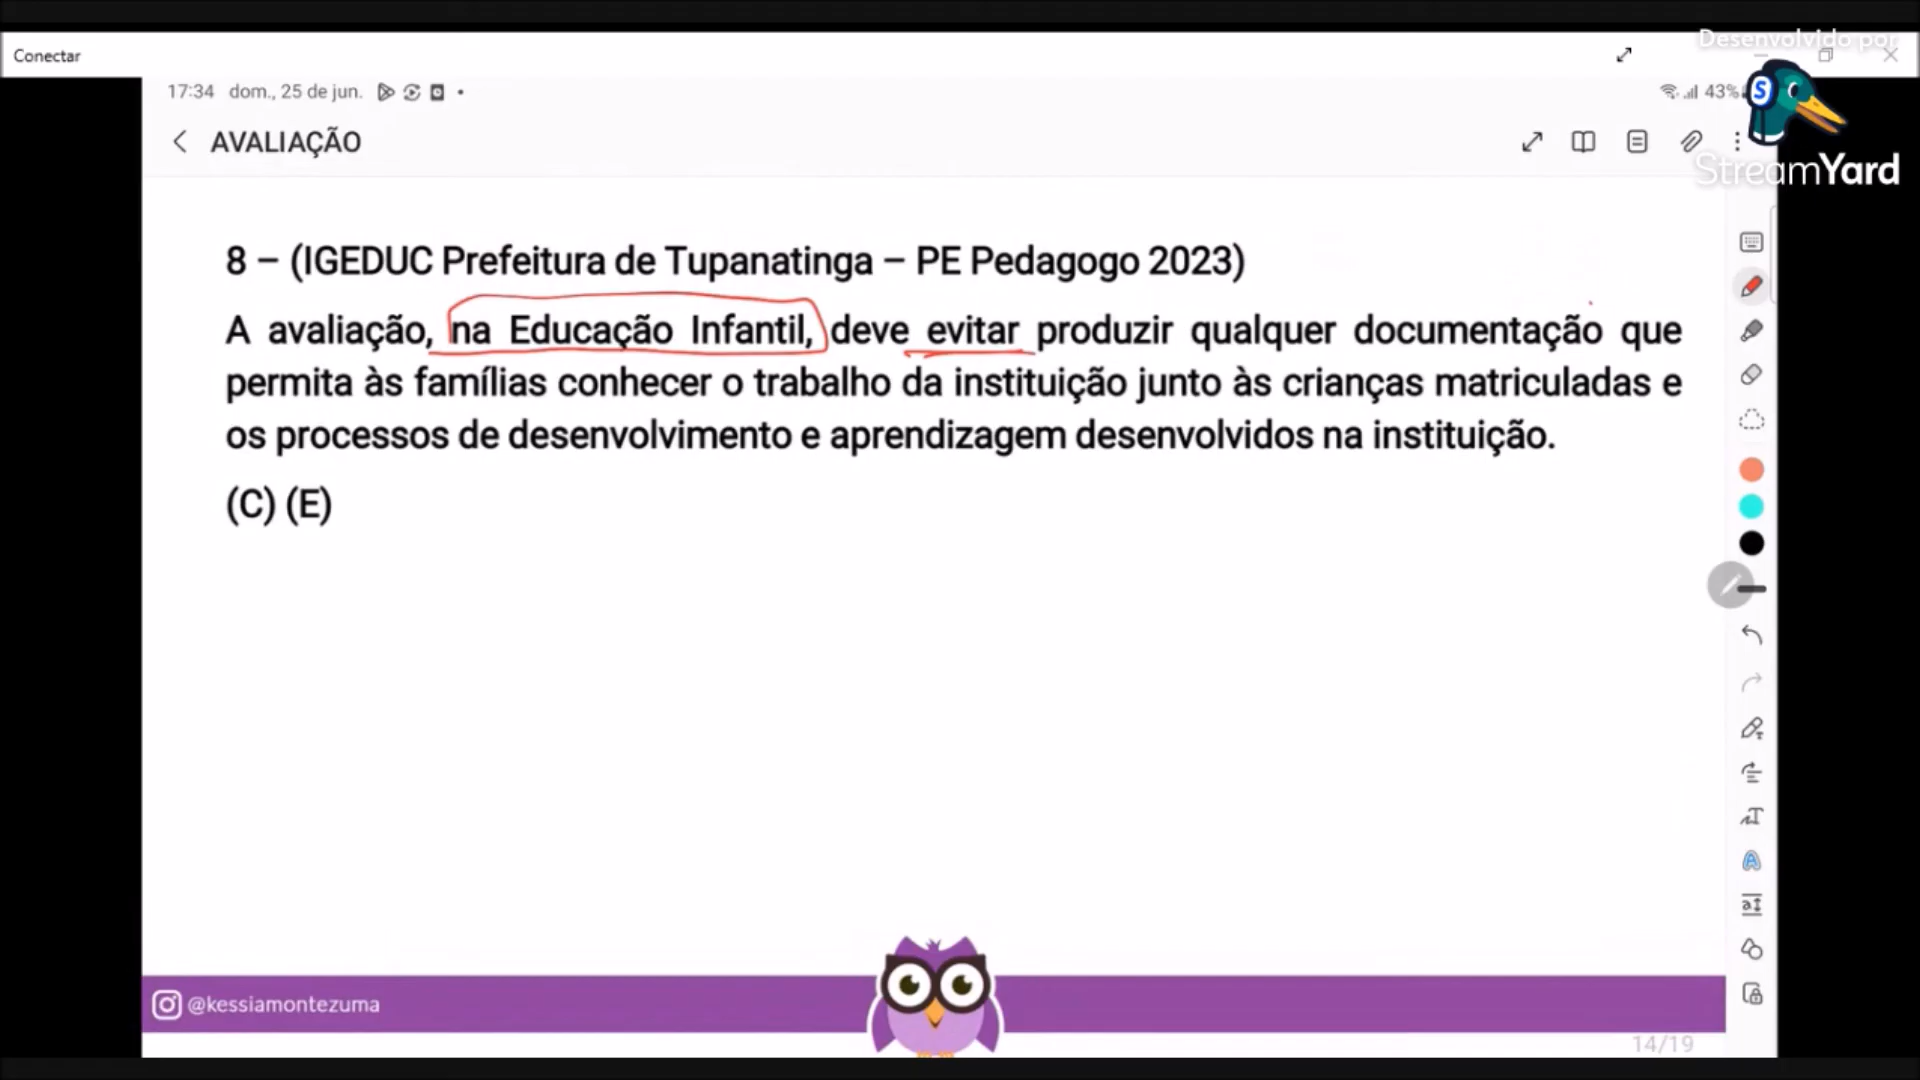 Desenvolvido por
Conectar
17:34 dom., 25 de jun.
43%
AVALIAÇÃO
StreamYard
8 – (IGEDUC Prefeitura de Tupanatinga – PE Pedagogo 2023)
A avaliação, na Educação Infantil, deve evitar produzir qualquer documentação que
permita às famílias conhecer o trabalho da instituição junto às crianças matriculadas e
os processos de desenvolvimento e aprendizagem desenvolvidos na instituição.
(C) (E)
@kessiamontezuma
14/19